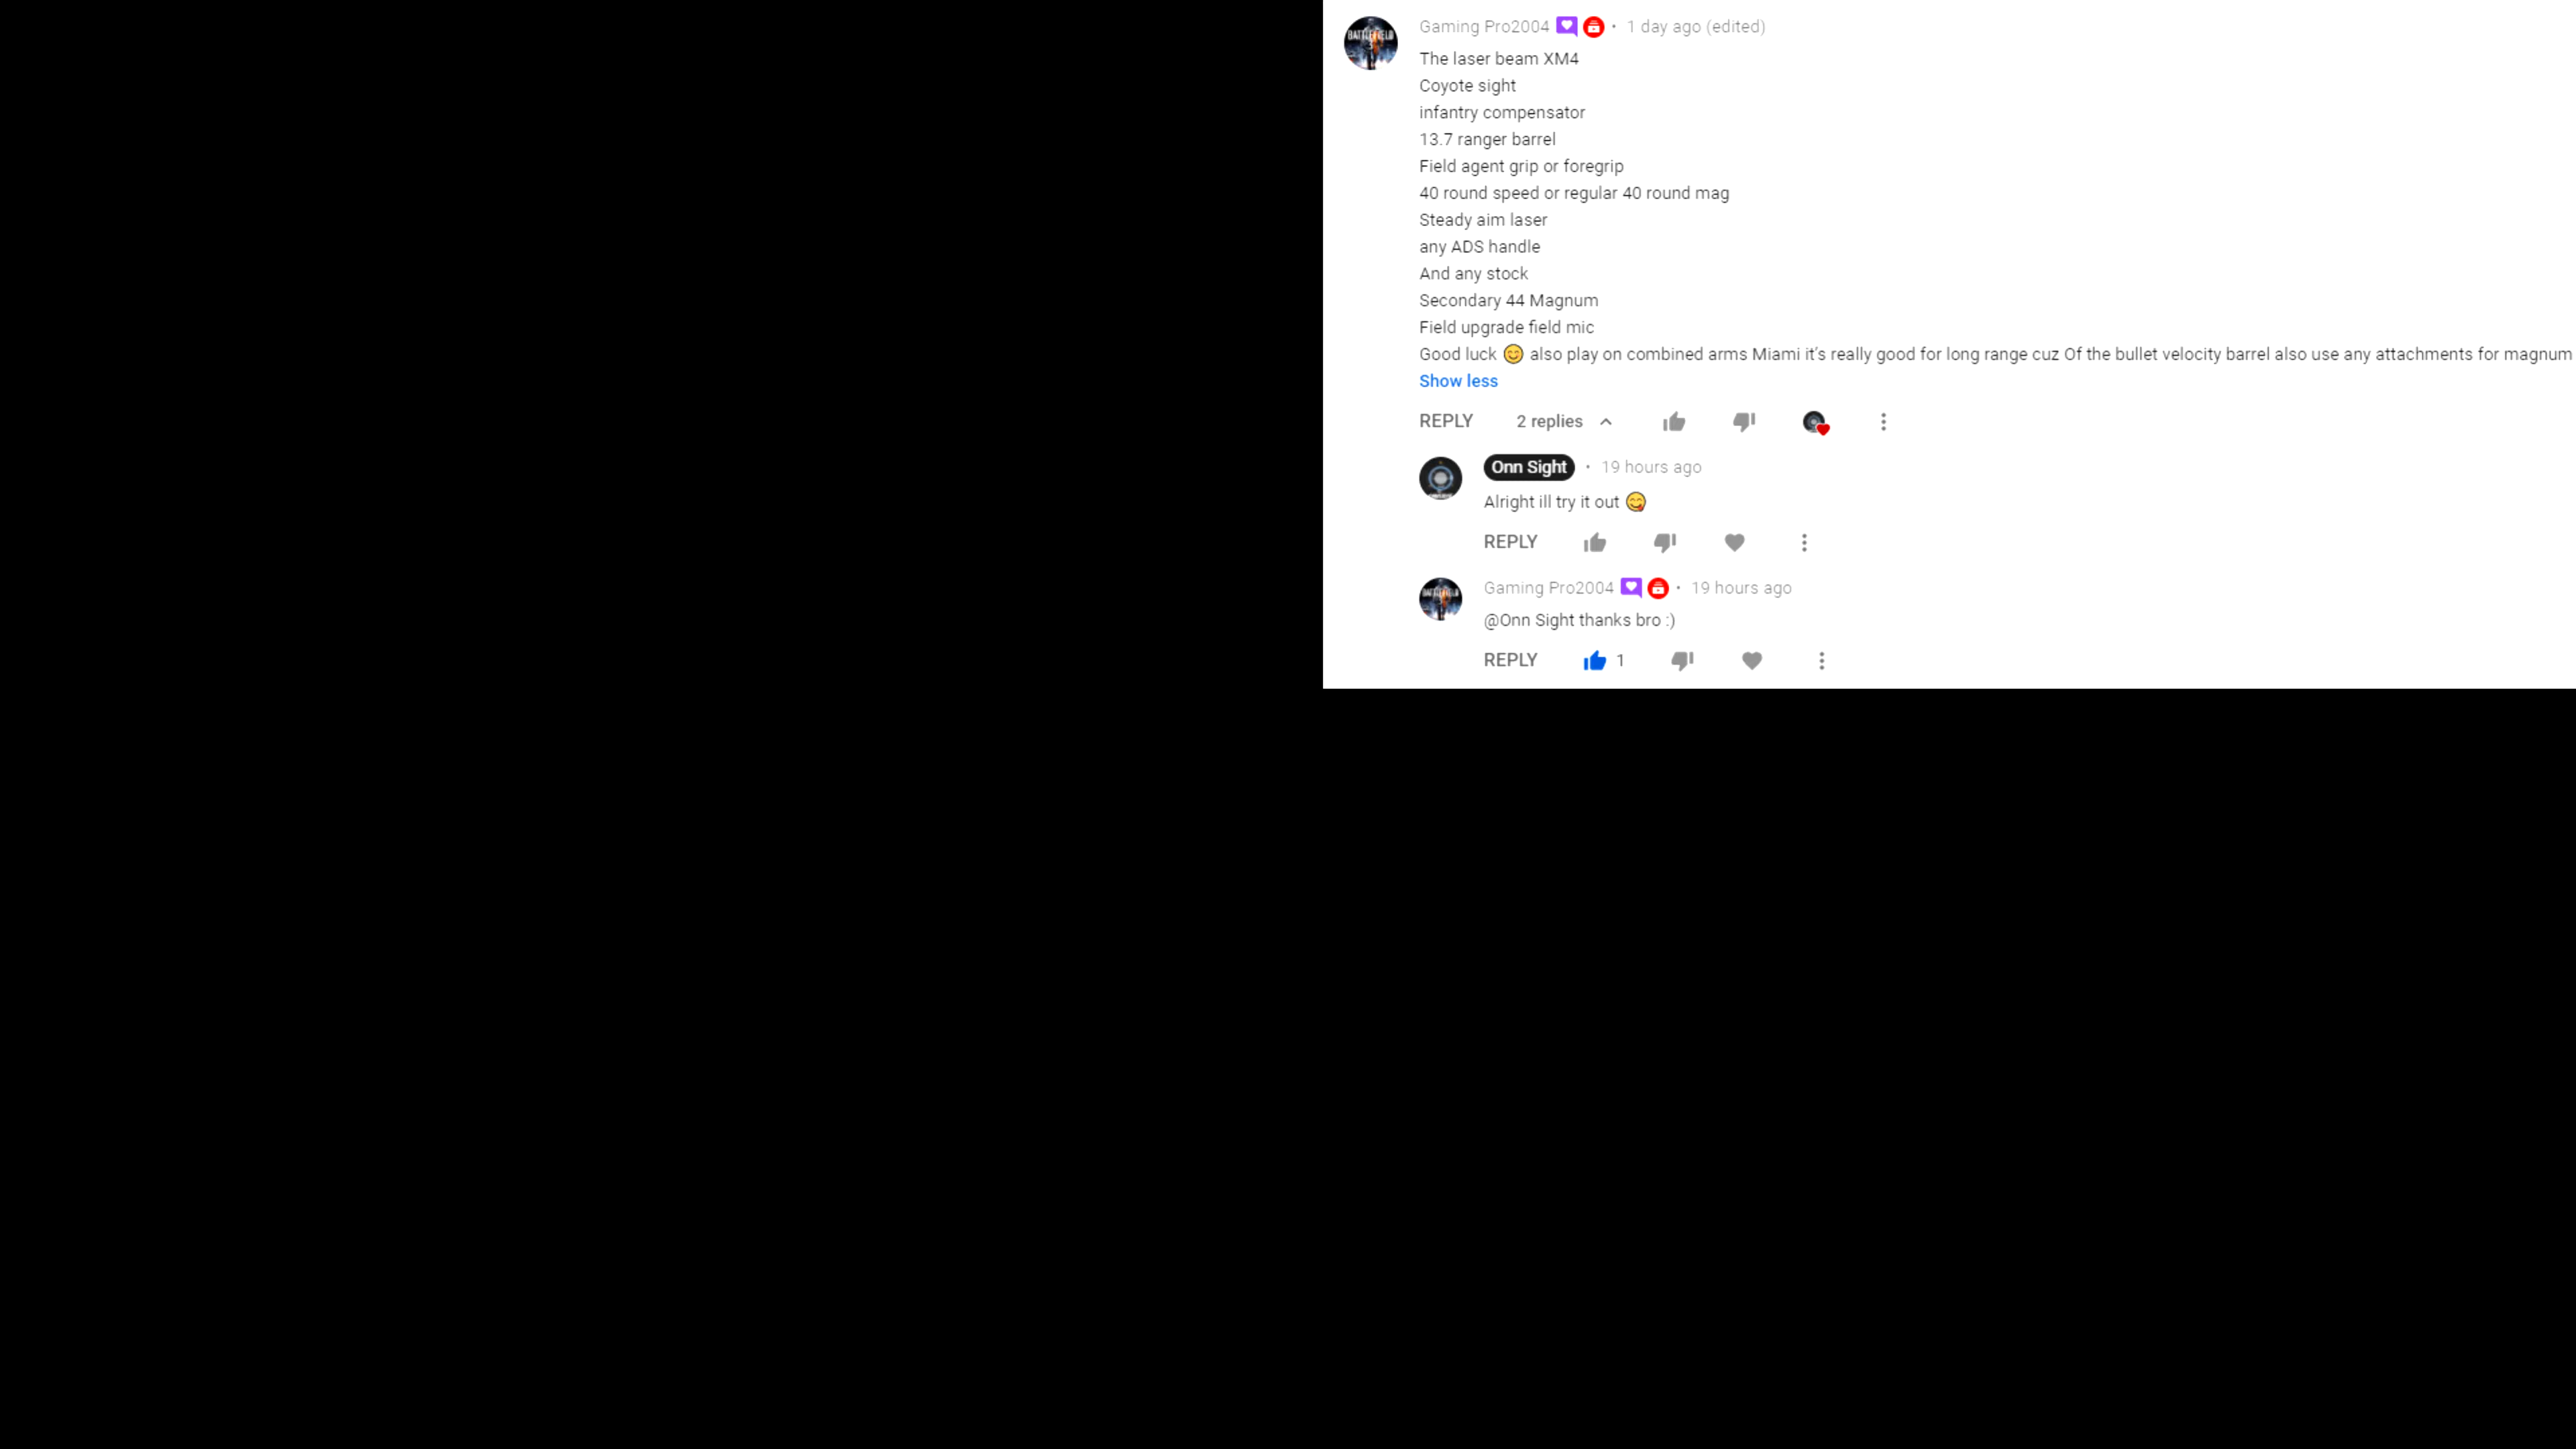 Gaming Pro2004 • 1 day ago (edited)
The laser beam XM4
Coyote sight
infantry compensator
13.7 ranger barrel
Field agent grip or foregrip
40 round speed or regular 40 round mag
Steady aim laser
any ADS handle
And any stock
Secondary 44 Magnum
Field upgrade field mic
Good luck 😊 also play on combined arms Miami it's really good for long range cuz Of the bullet velocity barrel also use any attachments for magnum
Show less
REPLY 2 replies
Onn Sight • 19 hours ago
Alright ill try it out 😋
REPLY
Gaming Pro2004 • 19 hours ago
@Onn Sight thanks bro :)
REPLY 1